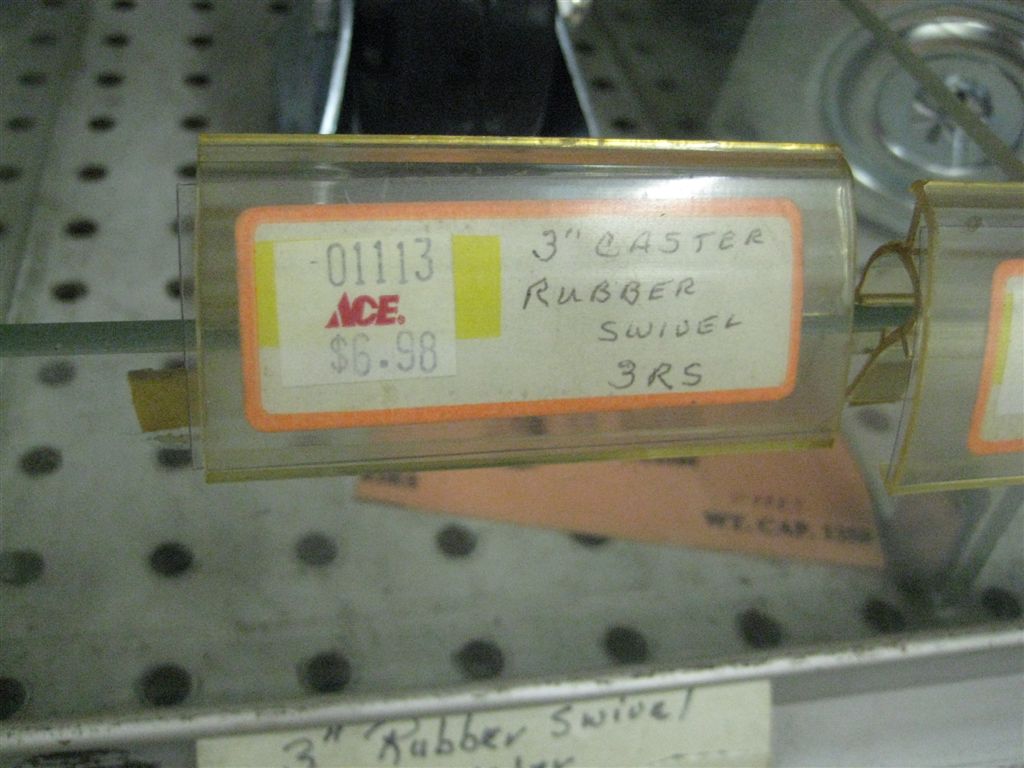 01113
ACE
$6.98
3" CASTER
RUBBER
SWIVEL
3RS
WT. CAP.
3" Rubber Swivel